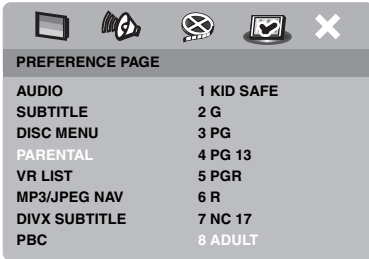 PREFERENCE PAGE
AUDIO 1 KID SAFE
SUBTITLE 2 G
DISC MENU 3 PG
PARENTAL 4 PG 13
VR LIST 5 PGR
MP3/JPEG NAV 6 R
DIVX SUBTITLE 7 NC 17
PBC 8 ADULT